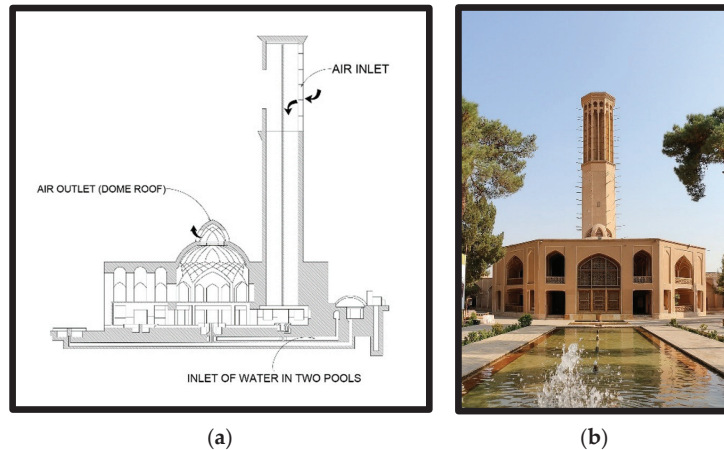 AIR INLET
AIR OUTLET (DOME ROOF)
INLET OF WATER IN TWO POOLS
(a)
(b)